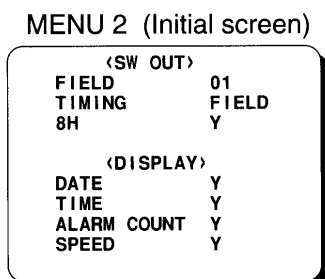 MENU 2 (Initial screen)
<SW OUT>
FIELD 01
TIMING FIELD
8H Y
<DISPLAY>
DATE Y
TIME Y
ALARM COUNT Y
SPEED Y